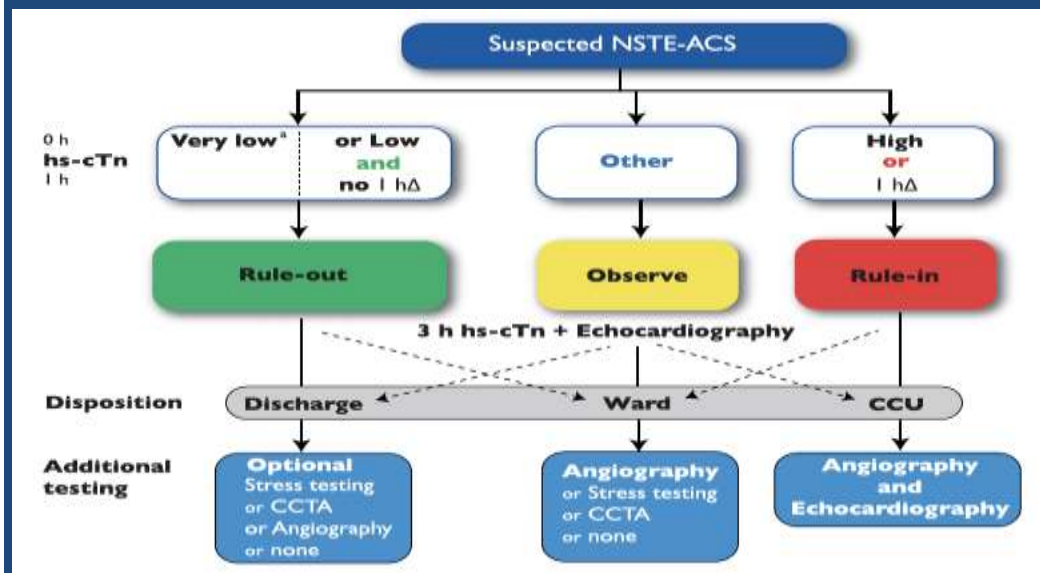 Suspected NSTE-ACS
0 h
hs-cTn
1 h
Very lowᵃ
or Low
and
no 1 hΔ
Other
High
or
1 hΔ
Rule-out
Observe
Rule-in
3 h hs-cTn + Echocardiography
Disposition
Discharge
Ward
CCU
Additional
testing
Optional
Stress testing
or CCTA
or Angiography
or none
Angiography
or Stress testing
or CCTA
or none
Angiography
and
Echocardiography